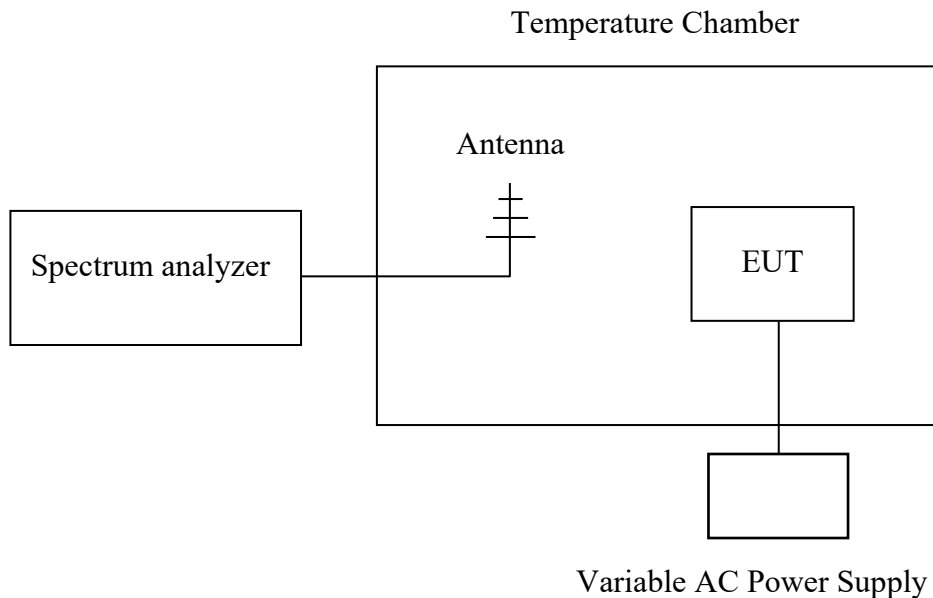 Temperature Chamber
Antenna
Spectrum analyzer
EUT
Variable AC Power Supply